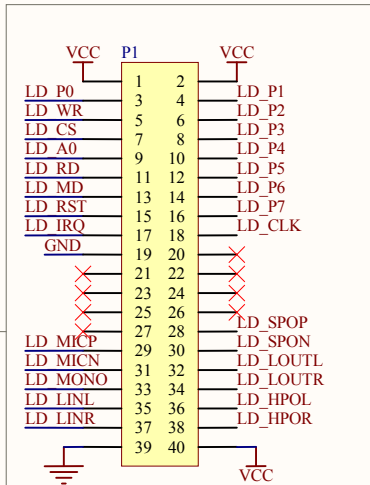 P1
VCC VCC
1 2
LD_P0 3 4 LD_P1
LD_WR 5 6 LD_P2
LD_CS 7 8 LD_P3
LD_A0 9 10 LD_P4
LD_RD 11 12 LD_P5
LD_MD 13 14 LD_P6
LD_RST 15 16 LD_P7
LD_IRQ 17 18 LD_CLK
GND 19 20
21 22
23 24
25 26
27 28 LD_SPOP
LD_MICP 29 30 LD_SPON
LD_MICN 31 32 LD_LOUTL
LD_MONO 33 34 LD_LOUTR
LD_LINL 35 36 LD_HPOL
LD_LINR 37 38 LD_HPOR
39 40
VCC